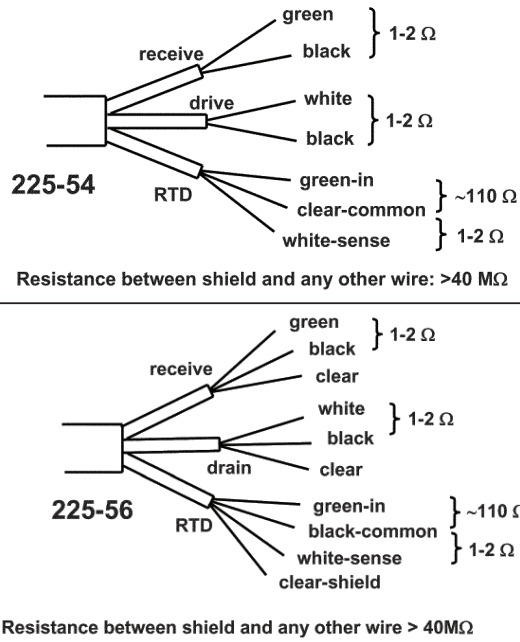 green
1-2 Ω
receive
black
drive
white
1-2 Ω
black
225-54
RTD
green-in
~110 Ω
clear-common
white-sense
1-2 Ω
Resistance between shield and any other wire: >40 MΩ
green
1-2 Ω
black
receive
clear
white
1-2 Ω
black
drain
clear
225-56
RTD
green-in
~110 Ω
black-common
white-sense
1-2 Ω
clear-shield
Resistance between shield and any other wire > 40MΩ